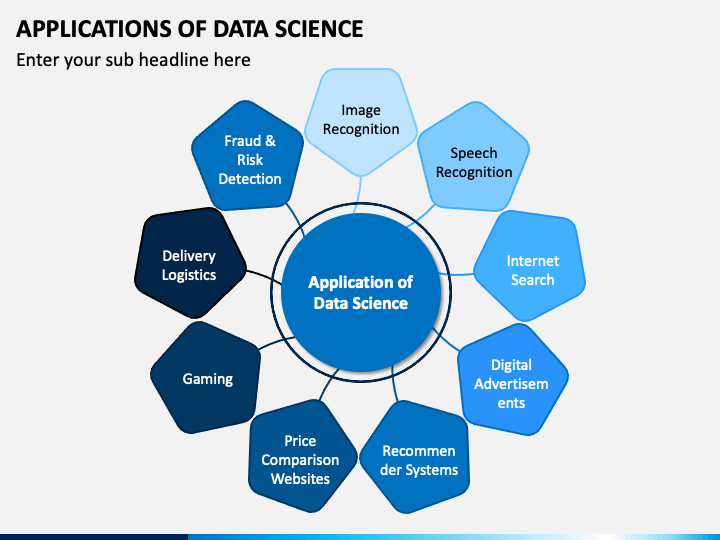 APPLICATIONS OF DATA SCIENCE
Enter your sub headline here
Image
Recognition
Speech
Recognition
Internet
Search
Digital
Advertisem
ents
Recommen
der Systems
Price
Comparison
Websites
Gaming
Delivery
Logistics
Fraud &
Risk
Detection
Application of
Data Science